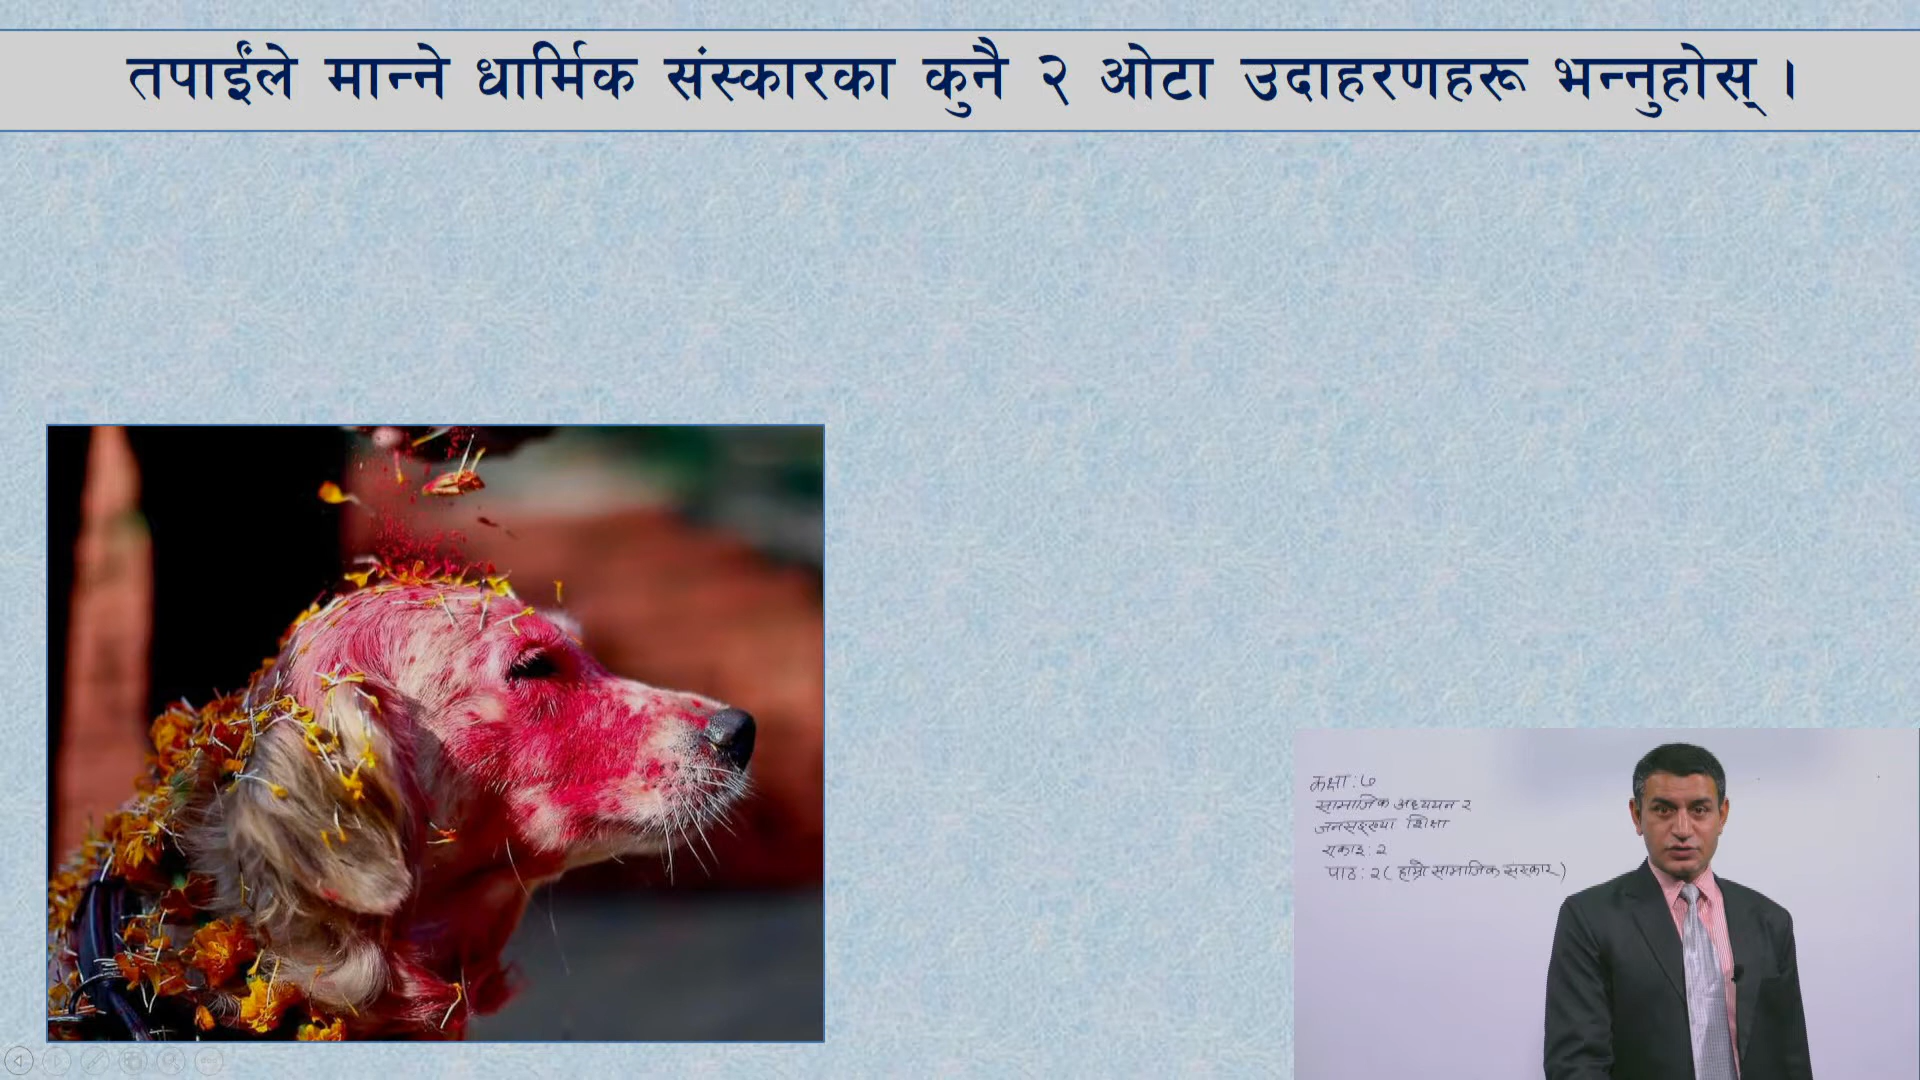 तपाईंले मान्ने धार्मिक संस्कारका कुनै २ ओटा उदाहरणहरू भन्नुहोस् ।
कक्षा : ७
सामाजिक अध्ययन र
जनसङ्ख्या शिक्षा
एकाइ : २
पाठ : २ ( हाम्रो सामाजिक संस्कार )